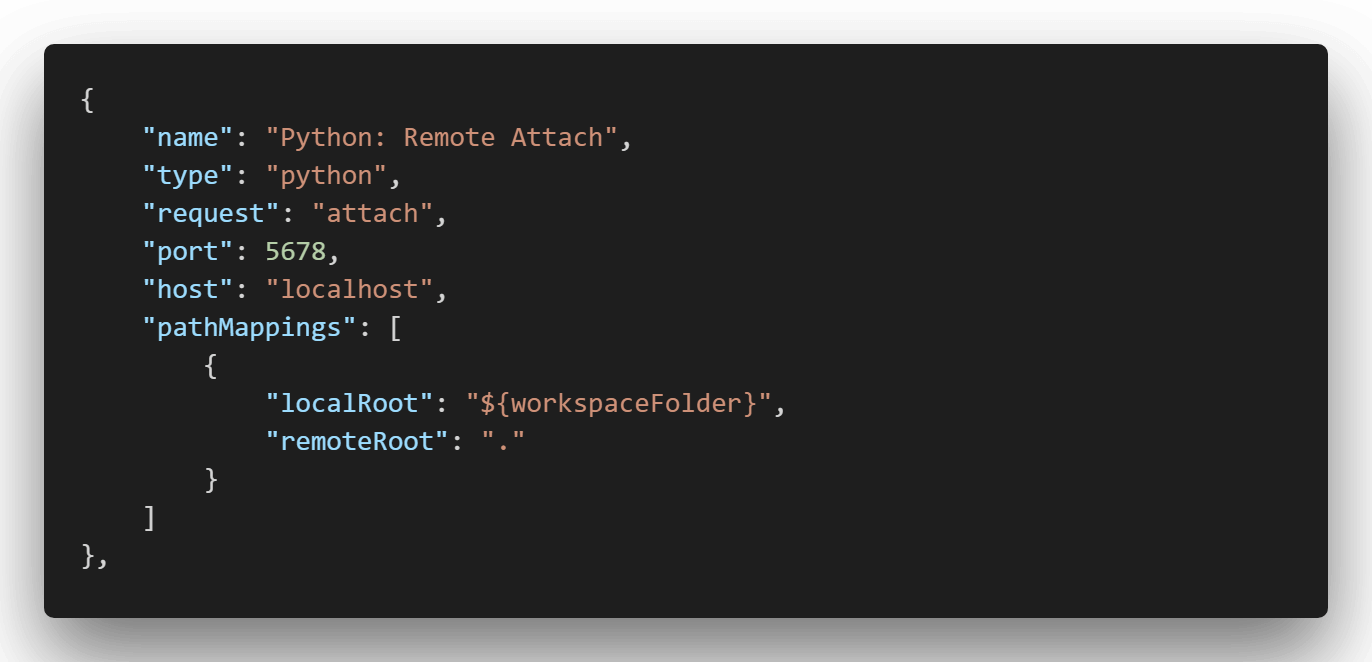 {
    "name": "Python: Remote Attach",
    "type": "python",
    "request": "attach",
    "port": 5678,
    "host": "localhost",
    "pathMappings": [
        {
            "localRoot": "${workspaceFolder}",
            "remoteRoot": "."
        }
    ]
},